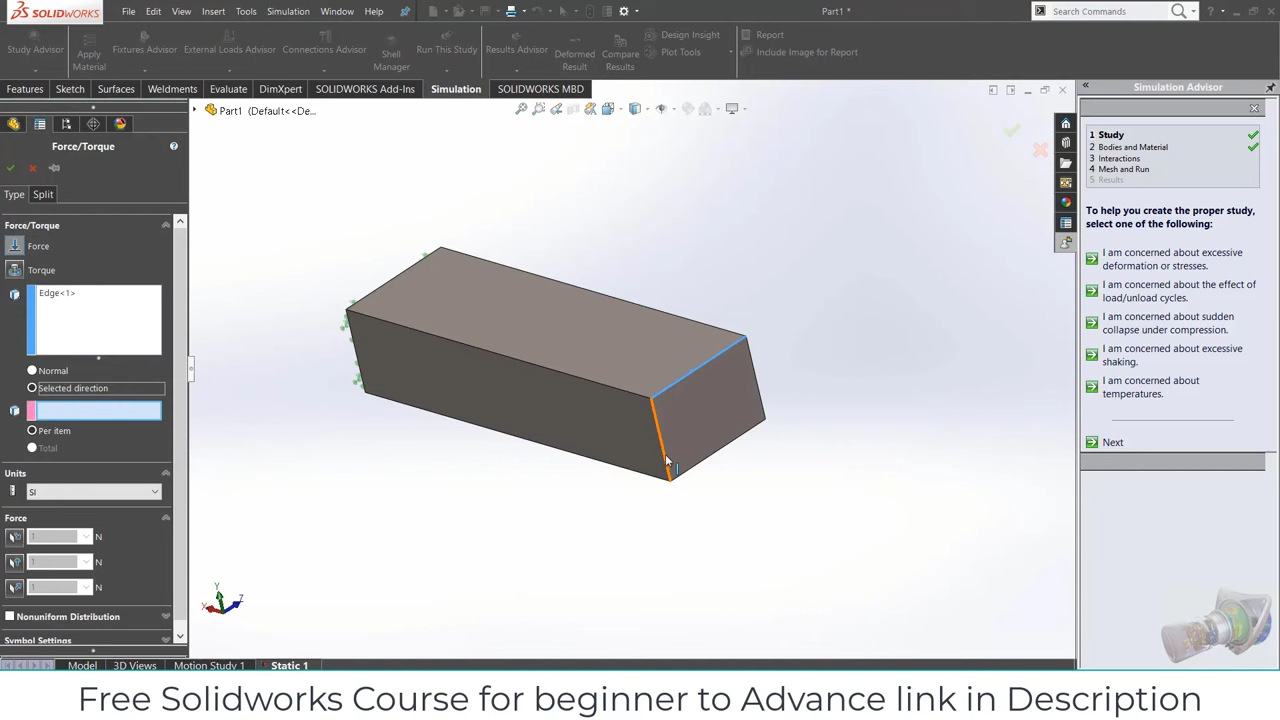 SOLIDWORKS
File Edit View Insert Tools Simulation Window Help
Part1 *
Search Commands
Study Advisor
Apply Material
Fixtures Advisor
External Loads Advisor
Connections Advisor
Shell Manager
Run This Study
Results Advisor
Deformed Result
Compare Results
Design Insight
Plot Tools
Report
Include Image for Report
Features Sketch Surfaces Weldments Evaluate DimXpert SOLIDWORKS Add-Ins Simulation SOLIDWORKS MBD
Part1 (Default<<De...
Force/Torque
?
Type Split
Force/Torque
Force
Torque
Edge<1>
Normal
Selected direction
Per item
Total
Units
SI
Force
1 N
1 N
1 N
Nonuniform Distribution
Symbol Settings
Y
X
Z
Model 3D Views Motion Study 1 Static 1
Simulation Advisor
1 Study
2 Bodies and Material
3 Interactions
4 Mesh and Run
5 Results
To help you create the proper study,
select one of the following:
I am concerned about excessive
deformation or stresses.
I am concerned about the effect of
load/unload cycles.
I am concerned about sudden
collapse under compression.
I am concerned about excessive
shaking.
I am concerned about
temperatures.
Next
Free Solidworks Course for beginner to Advance link in Description